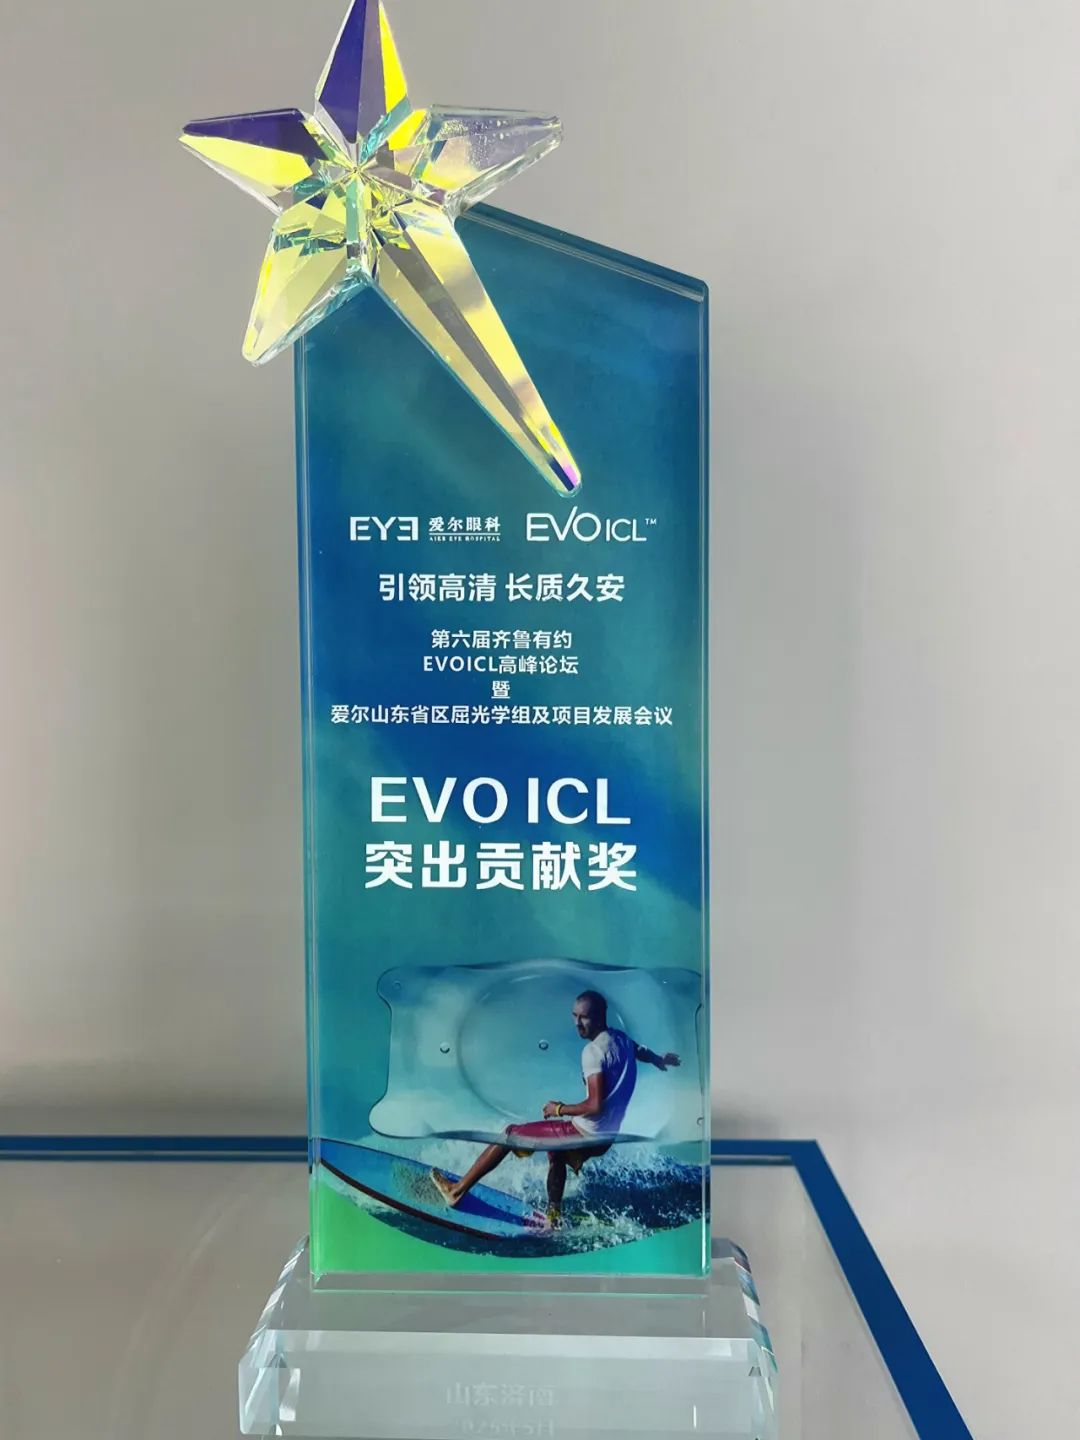 EYE 爱尔眼科 EVO ICL™
AIER EYE HOSPITAL
引领高清 长质久安
第六届齐鲁有约
EVOICL高峰论坛
暨
爱尔山东省区屈光学组及项目发展会议
EVO ICL
突出贡献奖
山东济南